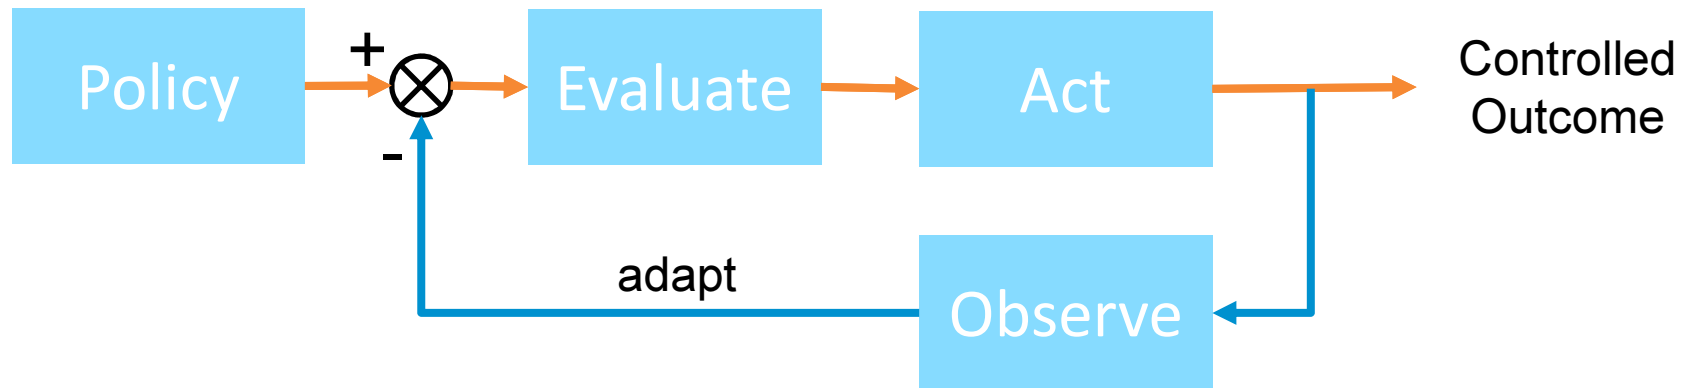 Policy
+
-
Evaluate
Act
Controlled
Outcome
adapt
Observe